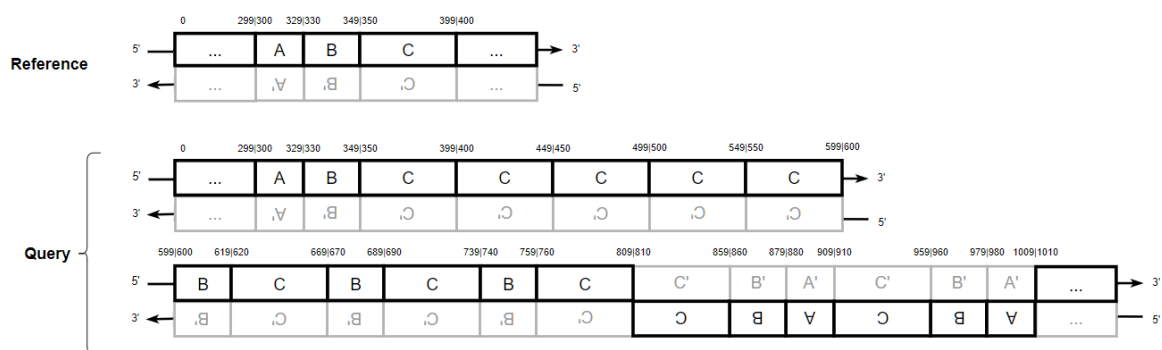 0 299|300 329|330 349|350 399|400
5' ... A B C ... 3'
Reference
3' ... A' B' C' ... 5'
0 299|300 329|330 349|350 399|400 449|450 499|500 549|550 599|600
5' ... A B C C C C C 3'
3' ... A' B' C' C' C' C' C' 5'
Query
599|600 619|620 669|670 689|690 739|740 759|760 809|810 859|860 879|880 909|910 959|960 979|980 1009|1010
5' B C B C B C C' B' A' C' B' A' ... 3'
3' B' C' B' C' B' C' C B A C B A ... 5'